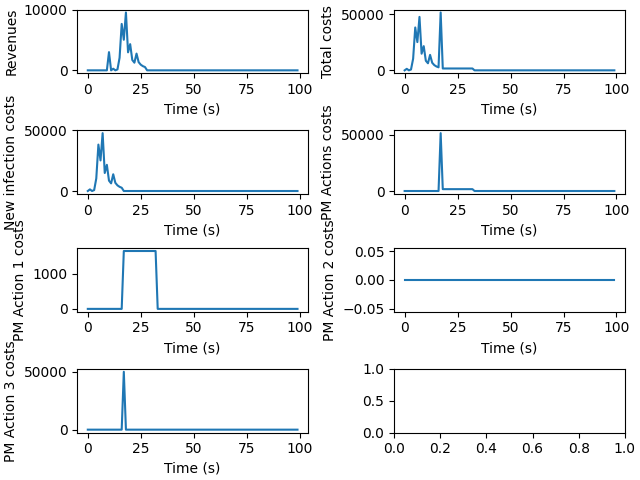 Revenues
10000
0
0 25 50 75 100
Time (s)
Total costs
50000
0
0 25 50 75 100
Time (s)
New infection costs
50000
0
0 25 50 75 100
Time (s)
PM Actions costs
50000
0
0 25 50 75 100
Time (s)
PM Action 1 costs
1000
0
0 25 50 75 100
Time (s)
PM Action 2 costs
0.05
0.00
−0.05
0 25 50 75 100
Time (s)
PM Action 3 costs
50000
0
0 25 50 75 100
Time (s)
1.0
0.5
0.0
0.0 0.2 0.4 0.6 0.8 1.0